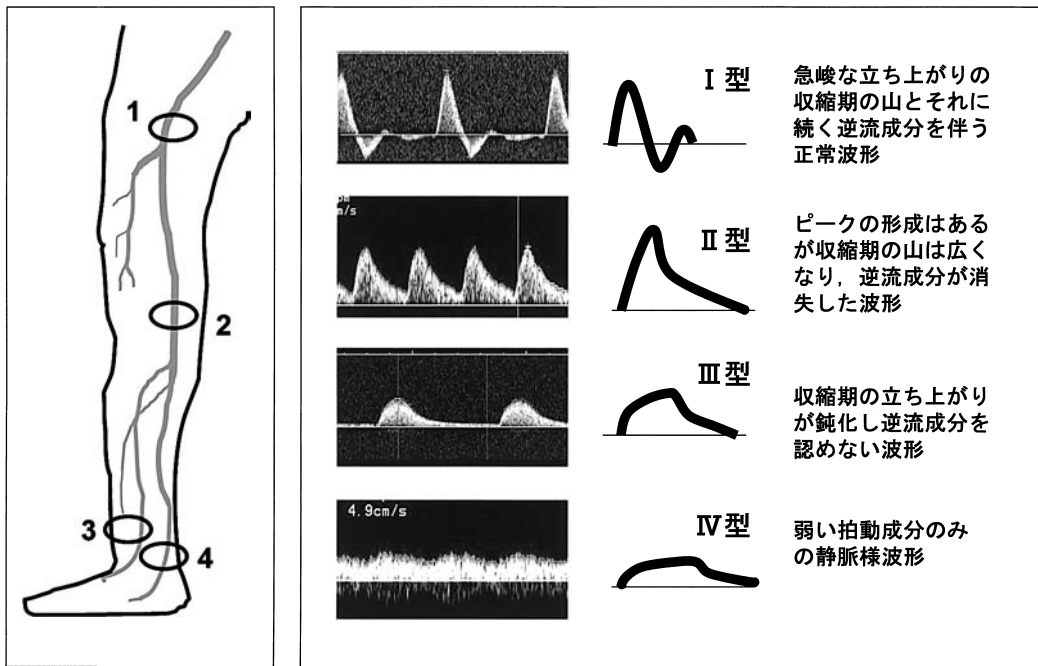 1
2
3
4
Ⅰ型
急峻な立ち上がりの
収縮期の山とそれに
続く逆流成分を伴う
正常波形
m/s
Ⅱ型
ピークの形成はある
が収縮期の山は広く
なり，逆流成分が消
失した波形
Ⅲ型
収縮期の立ち上がり
が鈍化し逆流成分を
認めない波形
4.9cm/s
Ⅳ型
弱い拍動成分のみ
の静脈様波形